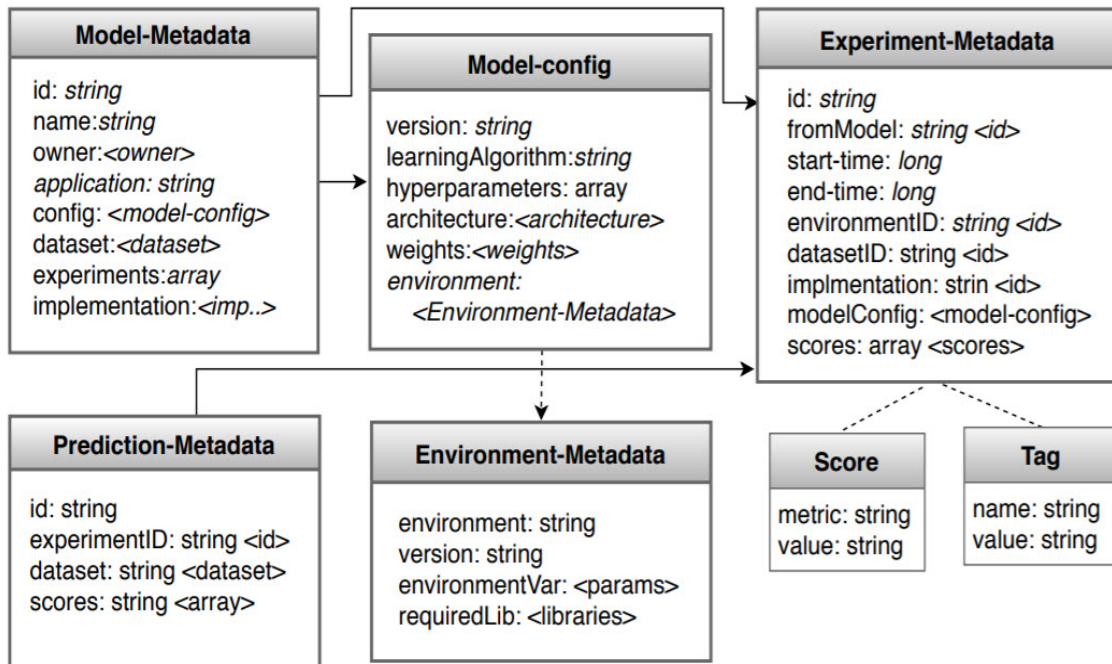 Model-Metadata
id: string
name:string
owner:<owner>
application: string
config: <model-config>
dataset:<dataset>
experiments:array
implementation:<imp..>
Model-config
version: string
learningAlgorithm:string
hyperparameters: array
architecture:<architecture>
weights:<weights>
environment:
<Environment-Metadata>
Experiment-Metadata
id: string
fromModel: string <id>
start-time: long
end-time: long
environmentID: string <id>
datasetID: string <id>
implmentation: strin <id>
modelConfig: <model-config>
scores: array <scores>
Prediction-Metadata
id: string
experimentID: string <id>
dataset: string <dataset>
scores: string <array>
Environment-Metadata
environment: string
version: string
environmentVar: <params>
requiredLib: <libraries>
Score
metric: string
value: string
Tag
name: string
value: string